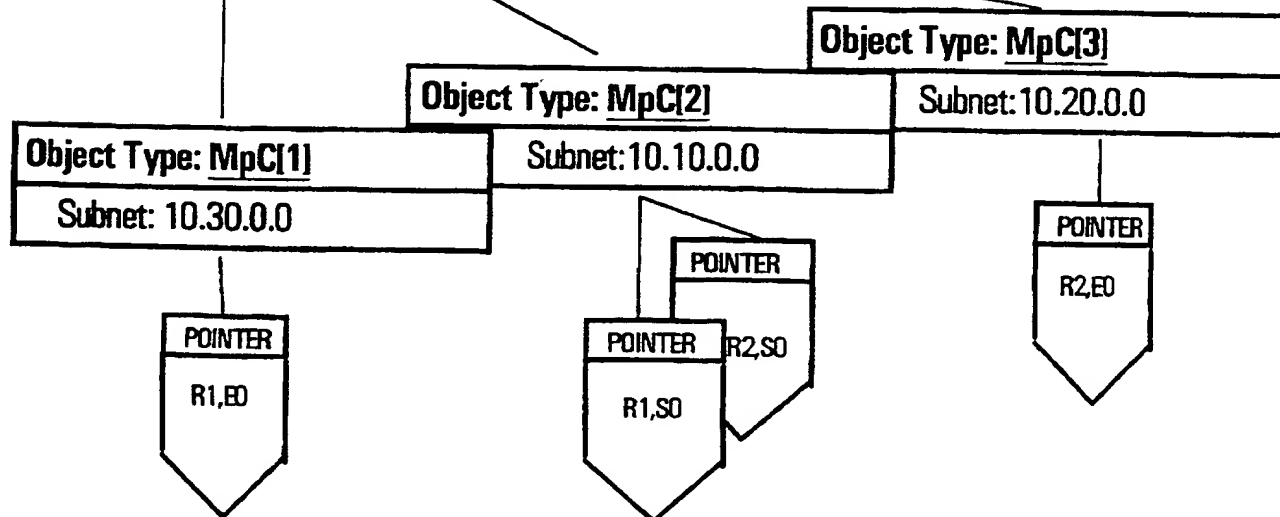 Object Type: MpC[3]
Subnet:10.20.0.0
Object Type: MpC[2]
Subnet:10.10.0.0
Object Type: MpC[1]
Subnet: 10.30.0.0
POINTER
R1,E0
POINTER
R1,S0
POINTER
R2,S0
POINTER
R2,E0